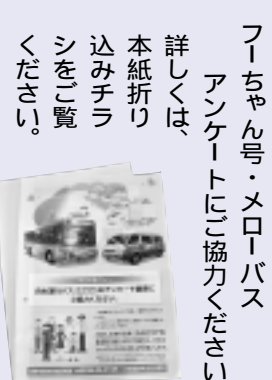 フーちゃん号・メローバス
アンケートにご協力ください
詳しくは、
本紙折り
込みチラ
シをご覧
ください。